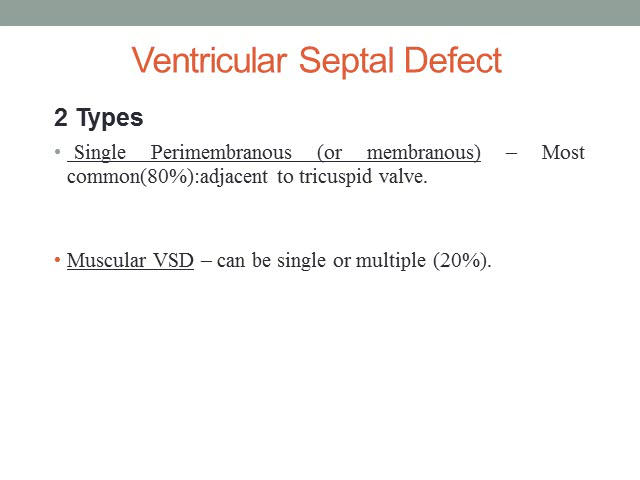 Ventricular Septal Defect
2 Types
• Single Perimembranous (or membranous) – Most
common(80%):adjacent to tricuspid valve.
• Muscular VSD – can be single or multiple (20%).